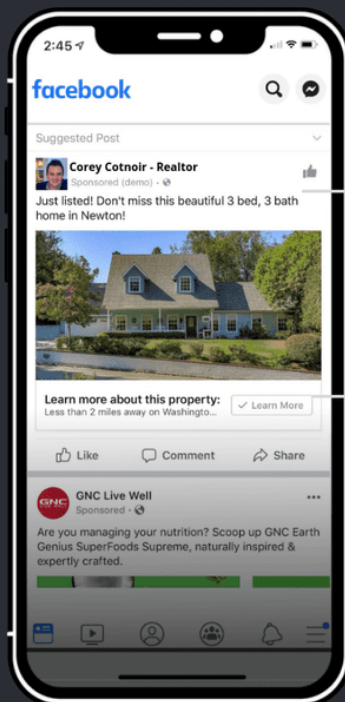 2:45
facebook
Suggested Post
Corey Cotnoir - Realtor
Sponsored (demo) ·
Just listed! Don't miss this beautiful 3 bed, 3 bath
home in Newton!
Learn more about this property:
Less than 2 miles away on Washingto...
Learn More
Like
Comment
Share
GNC
GNC Live Well
Sponsored ·
Are you managing your nutrition? Scoop up GNC Earth
Genius SuperFoods Supreme, naturally inspired &
expertly crafted.